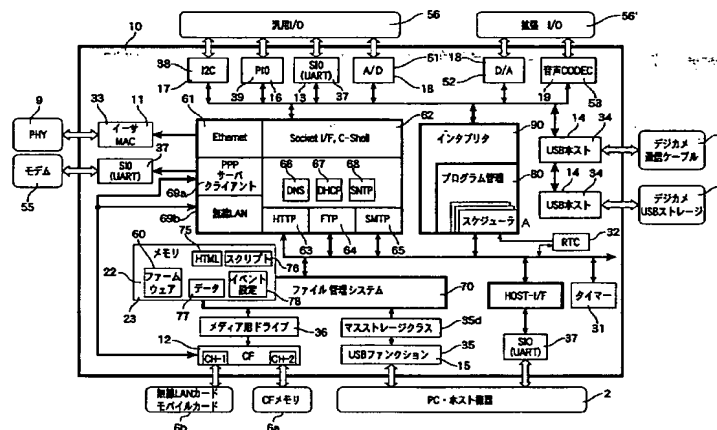 汎用I/O
56
拡張 I/O
56'
10
38
I2C
17
PIO
39
16
SIO
(UART)
13
37
A/D
51
18
18
D/A
52
音声CODEC
19
53
9
PHY
33
11
イーサ
MAC
モデム
55
37
SIO
(UART)
61
Ethernet
Socket I/F, C-Shell
62
PPP
サーバ
クライアント
69a
無線LAN
69b
66
DNS
67
DHCP
68
SNTP
HTTP
FTP
SMTP
63
64
65
インタプリタ
90
プログラム管理
80
スケジューラ
A
14
34
USBホスト
デジカメ
通信ケーブル
14
34
USBホスト
デジカメ
USBストレージ
RTC
32
75
メモリ
60
HTML
スクリプト
76
ファーム
ウェア
22
データ
77
イベント
設定
78
23
ファイル管理システム
70
HOST-I/F
タイマー
31
メディア用ドライブ
36
マスストレージクラス
35d
SIO
(UART)
37
12
CF
CH-1
CH-2
USBファンクション
35
15
無線LANカード
モバイルカード
6b
CFメモリ
6a
PC・ホスト機器
2